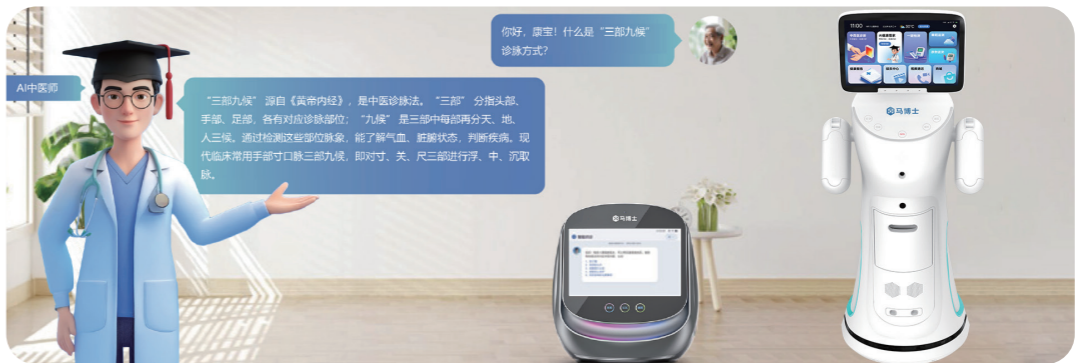 你好，康宝！什么是“三部九候”
诊脉方式？
AI中医师
“三部九候” 源自《黄帝内经》，是中医诊脉法。“三部” 分指头部、
手部、足部，各有对应诊脉部位；“九候” 是三部中每部再分天、地、
人三候。通过检测这些部位脉象，能了解气血、脏腑状态，判断疾病。现
代临床常用手部寸口脉三部九候，即对寸、关、尺三部进行浮、中、沉取
脉。
11:00
马博士
马博士